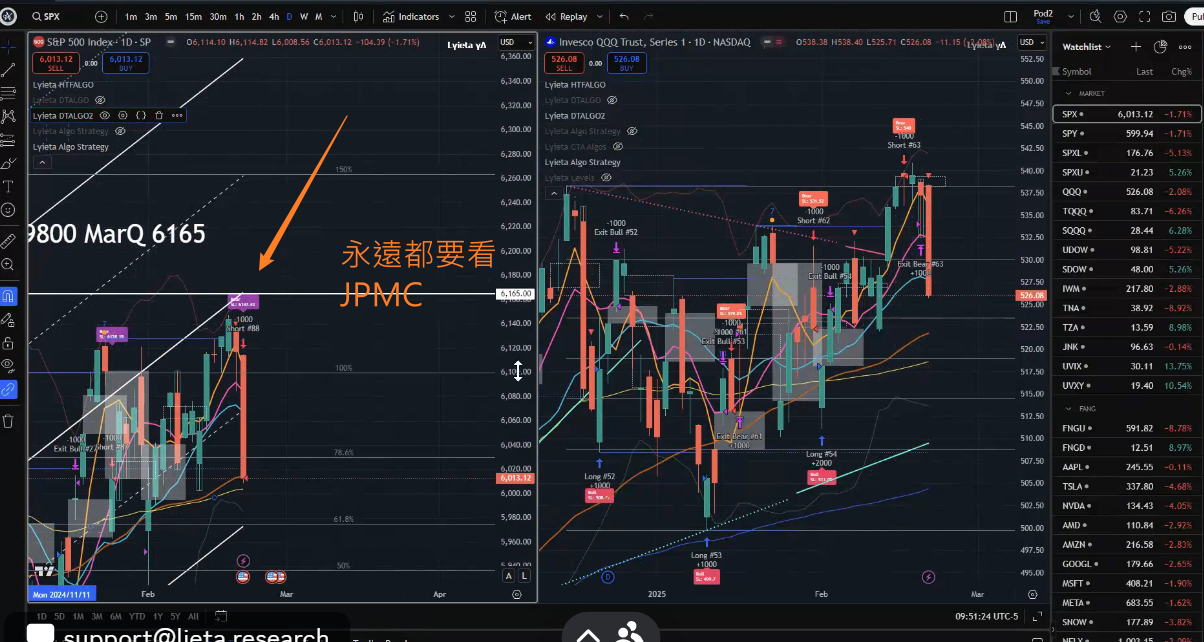 SPX
1m 3m 5m 15m 30m 1h 2h 4h D W M
Indicators
Alert
Replay
Pod2
Save
S&P 500 Index · 1D · SP
O6,114.10 H6,114.82 L6,008.56 C6,013.12 -104.39 (-1.71%)
Lyieta γΛ
USD
6,013.12
SELL
0.00
6,013.12
BUY
Lyieta HTFALGO
Lyieta DTALGO
Lyieta DTALGO2
Lyieta Algo Strategy
Lyieta Algo Strategy
9800 MarQ 6165
永遠都要看
JPMC
150%
100%
78.6%
61.8%
50%
-1000
Short #88
-1000
6,360.00
6,340.00
6,320.00
6,300.00
6,280.00
6,260.00
6,240.00
6,220.00
6,200.00
6,180.00
6,165.00
6,140.00
6,120.00
6,100.00
6,080.00
6,060.00
6,040.00
6,020.00
6,013.12
6,000.00
5,980.00
5,960.00
5,940.00
A L
Mon 2024/11/11
Feb
Mar
Apr
Invesco QQQ Trust, Series 1 · 1D · NASDAQ
O538.38 H538.40 L525.71 C526.08 -11.15 (-2.08%)
Lyieta γΛ
USD
526.08
SELL
0.00
526.08
BUY
Lyieta HTFALGO
Lyieta DTALGO
Lyieta DTALGO2
Lyieta Algo Strategy
Lyieta CTA Algos
Lyieta Algo Strategy
Lyieta Levels
-1000
Exit Bull #52
-1000
Short #62
-1000
Short #63
Exit Bull #54
Exit Bear #63
+1000
Exit Bull #53
Exit Bear #61
+1000
Long #52
+1000
Long #53
+1000
Long #54
+2000
552.50
550.00
547.50
545.00
542.50
540.00
537.50
535.00
532.50
530.00
526.08
525.00
522.50
520.00
517.50
515.00
512.50
510.00
507.50
505.00
502.50
500.00
497.50
495.00
2025
Feb
Mar
1D 5D 1M 3M 6M YTD 1Y 5Y All
09:51:24 UTC-5
support@lieta.research
Watchlist
Symbol Last Chg%
MARKET
SPX 6,013.12 -1.71%
SPY 599.94 -1.71%
SPXL 176.76 -5.13%
SPXU 21.23 5.26%
QQQ 526.08 -2.08%
TQQQ 83.71 -6.26%
SQQQ 28.44 6.28%
UDOW 98.81 -5.22%
SDOW 48.00 5.26%
IWM 217.80 -2.88%
TNA 38.92 -8.92%
TZA 13.59 8.98%
JNK 96.63 -0.14%
UVIX 30.11 13.75%
UVXY 19.40 10.54%
FANG
FNGU 591.82 -8.78%
FNGD 12.51 8.97%
AAPL 245.55 -0.11%
TSLA 337.80 -4.68%
NVDA 134.43 -4.05%
AMD 110.84 -2.92%
AMZN 216.58 -2.83%
GOOGL 179.66 -2.65%
MSFT 408.21 -1.90%
META 683.55 -1.62%
SNOW 177.89 -3.82%